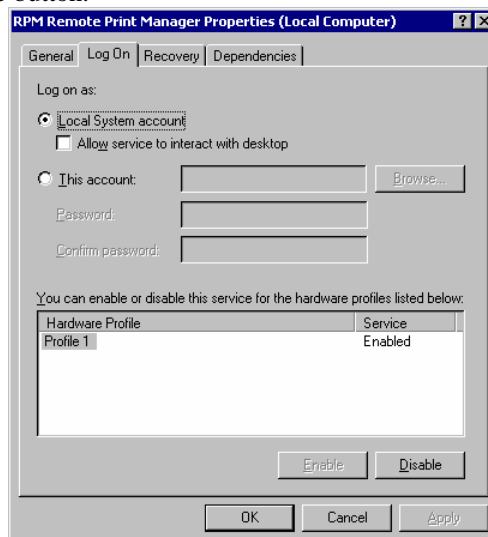 RPM Remote Print Manager Properties (Local Computer)
General Log On Recovery Dependencies
Log on as:
Local System account
Allow service to interact with desktop
This account:
Browse...
Password:
Confirm password:
You can enable or disable this service for the hardware profiles listed below:
Hardware Profile Service
Profile 1 Enabled
Enable Disable
OK Cancel Apply